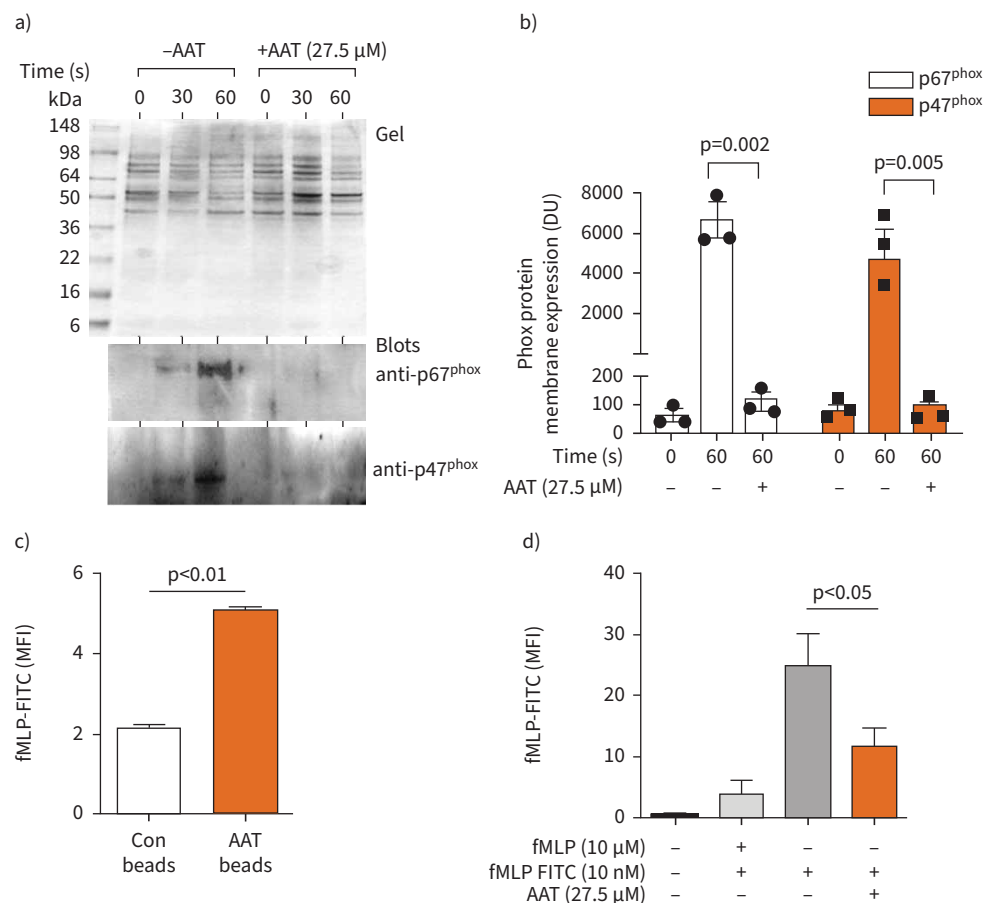 a)
–AAT +AAT (27.5 µM)
Time (s)
kDa 0 30 60 0 30 60
148
98
64
50
36
22
16
6
Gel
Blots
anti-p67phox
anti-p47phox
b)
p67phox
p47phox
p=0.002
p=0.005
Phox protein
membrane expression (DU)
8000
6000
4000
2000
200
100
0
Time (s) 0 60 60 0 60 60
AAT (27.5 µM) – – + – – +
c)
p<0.01
fMLP-FITC (MFI)
6
4
2
0
Con
beads
AAT
beads
d)
p<0.05
fMLP-FITC (MFI)
40
30
20
10
0
fMLP (10 µM) – + – –
fMLP FITC (10 nM) – + + +
AAT (27.5 µM) – – – +